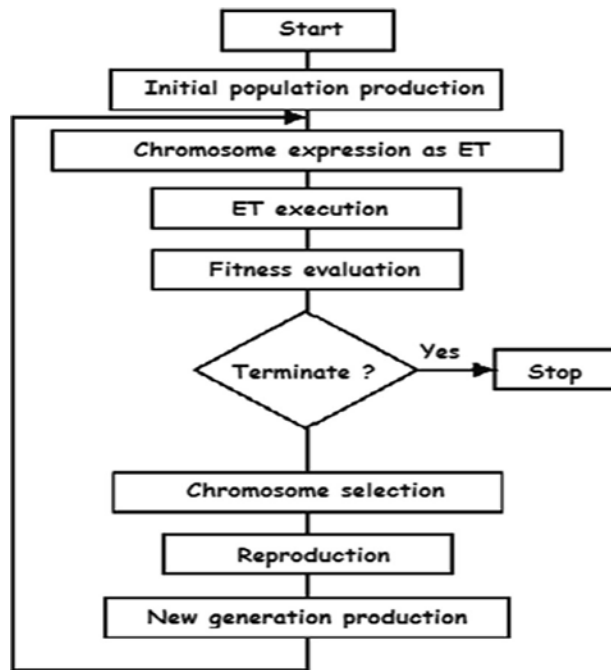 Start
Initial population production
Chromosome expression as ET
ET execution
Fitness evaluation
Terminate ?
Yes
Stop
Chromosome selection
Reproduction
New generation production